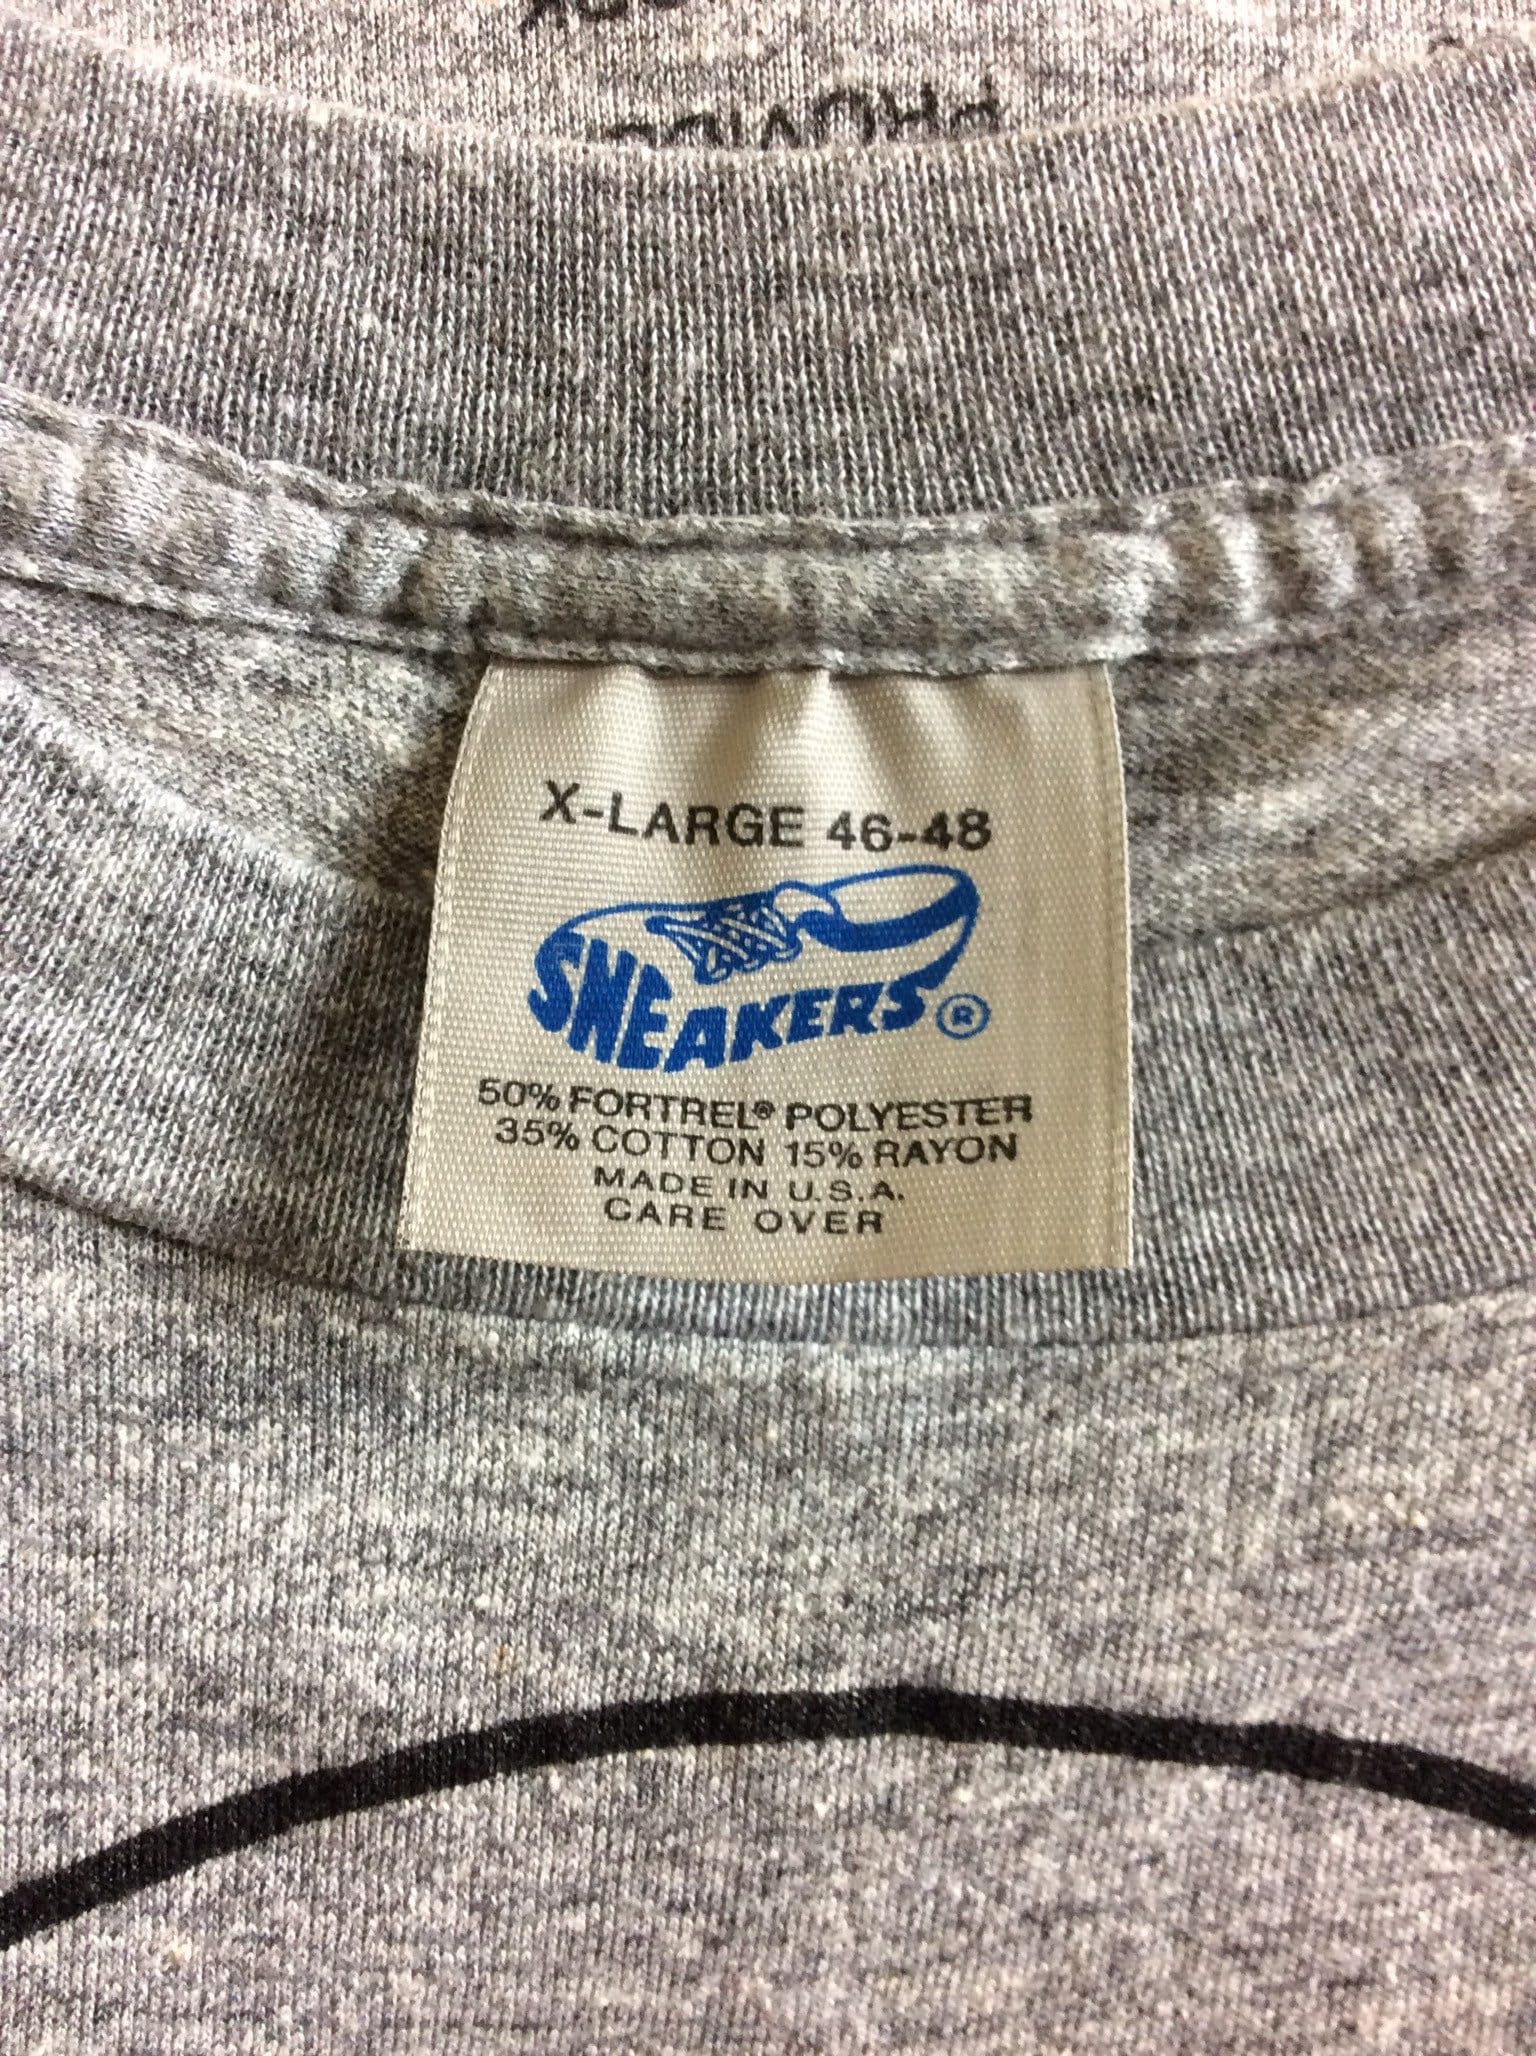 X-LARGE 46-48
SNEAKERS ®
50% FORTREL® POLYESTER
35% COTTON 15% RAYON
MADE IN U.S.A.
CARE OVER